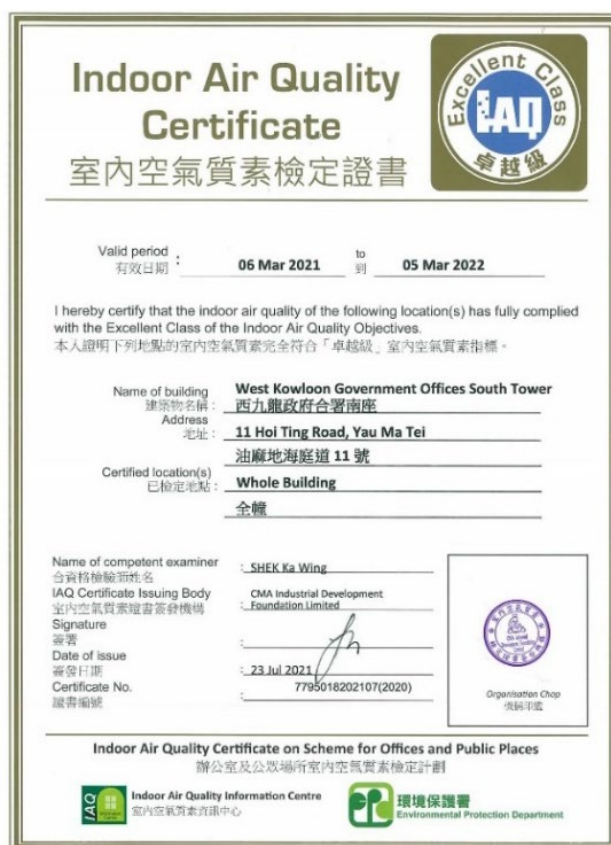 Indoor Air Quality
Certificate
室內空氣質素檢定證書
Excellent Class
IAQ
卓越級
Valid period : 06 Mar 2021 to 05 Mar 2022
有效日期 到
I hereby certify that the indoor air quality of the following location(s) has fully complied
with the Excellent Class of the Indoor Air Quality Objectives.
本人證明下列地點的室內空氣質素完全符合「卓越級」室內空氣質素指標。
Name of building West Kowloon Government Offices South Tower
建築物名稱： 西九龍政府合署南座
Address
地址： 11 Hoi Ting Road, Yau Ma Tei
油麻地海庭道 11 號
Certified location(s)
已檢定地點： Whole Building
全幢
Name of competent examiner : SHEK Ka Wing
合資格檢驗師姓名
IAQ Certificate Issuing Body CMA Industrial Development
室內空氣質素證書簽發機構 : Foundation Limited
Signature
簽署 :
Date of issue
簽發日期 : 23 Jul 2021
Certificate No. 7795018202107(2020)
證書編號 :
Organisation Chop
機構印鑑
Indoor Air Quality Certificate on Scheme for Offices and Public Places
辦公室及公眾場所室內空氣質素檢定計劃
IAQ
Indoor Air Quality Information Centre
室內空氣質素資訊中心
環境保護署
Environmental Protection Department